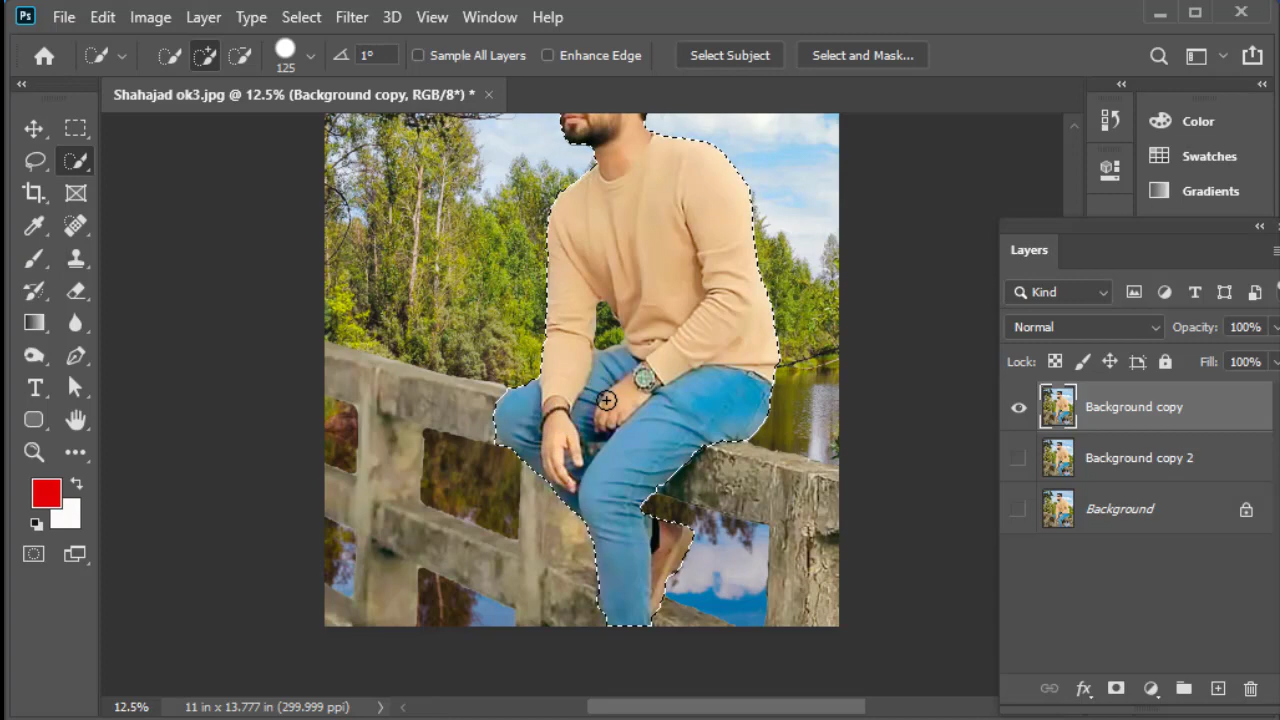 Ps File Edit Image Layer Type Select Filter 3D View Window Help
125 1° Sample All Layers Enhance Edge Select Subject Select and Mask...
Shahajad ok3.jpg @ 12.5% (Background copy, RGB/8*) *
Color
Swatches
Gradients
Layers
Kind
Normal Opacity: 100%
Lock: Fill: 100%
Background copy
Background copy 2
Background
12.5% 11 in x 13.777 in (299.999 ppi)